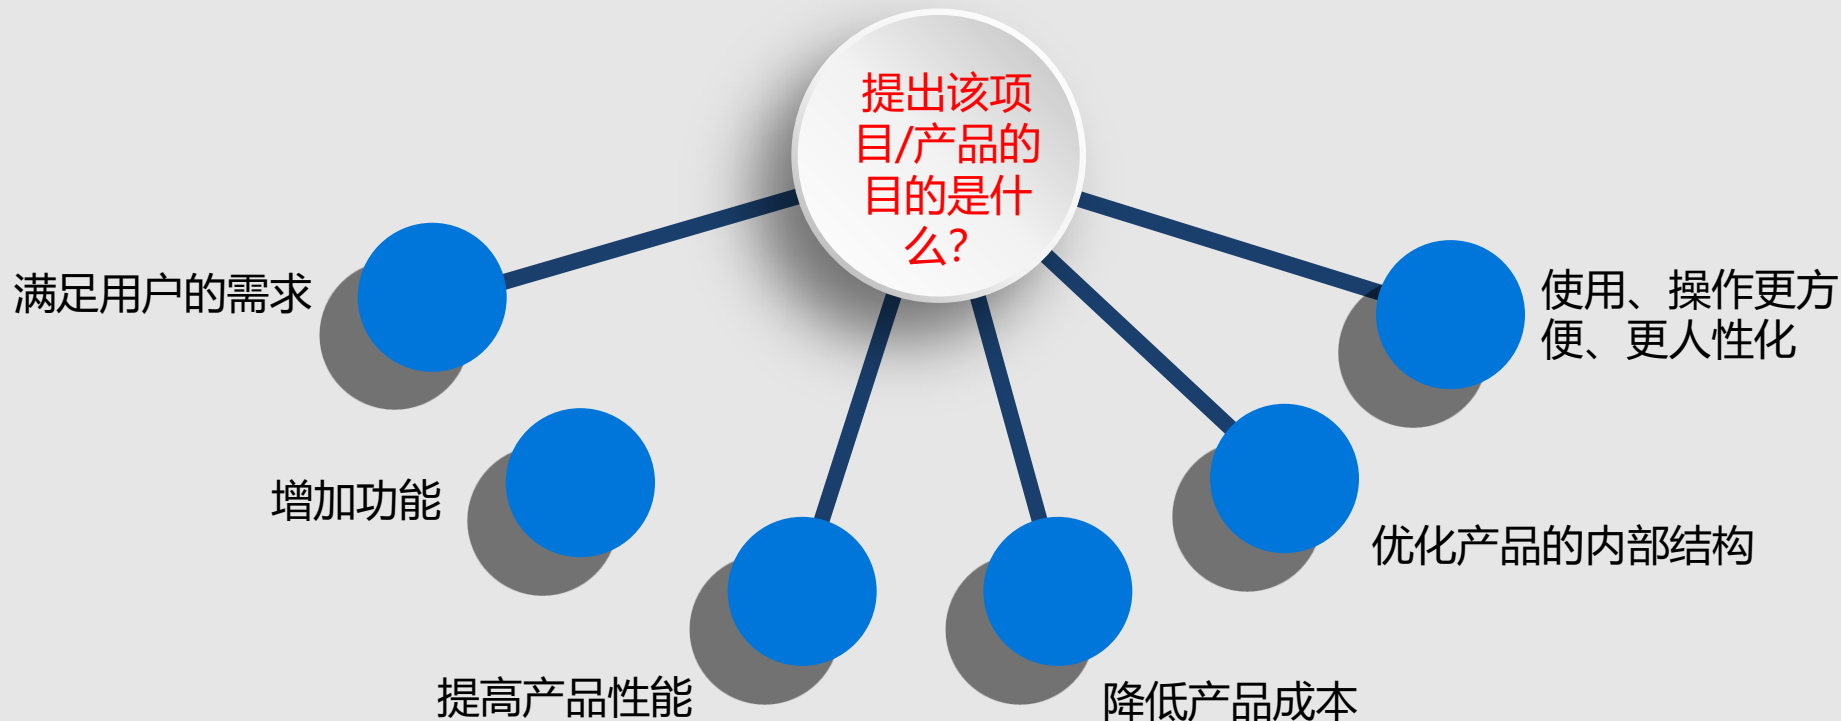 提出该项
目/产品的
目的是什
么?
满足用户的需求
使用、操作更方
便、更人性化
增加功能
优化产品的内部结构
提高产品性能
降低产品成本